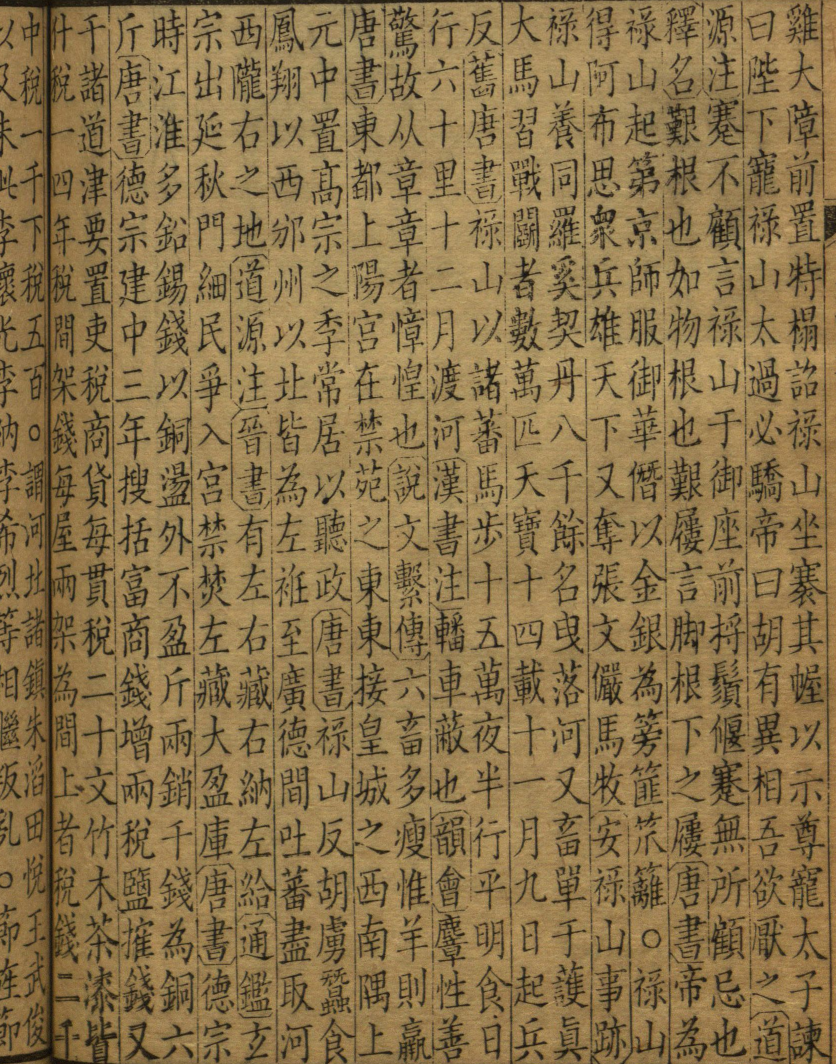 雞大障前置特榻詔祿山坐褰其幄以示尊寵太子諫
曰陛下寵祿山太過必驕帝曰胡有異相吾欲厭之道
源注蹇不顧言祿山于御座前捋鬚偃蹇無所顧忌也
釋名艱根也如物根也艱屨言脚根下之屨唐書帝為
祿山起第京師服御華僭以金銀為篣筐笊籬○祿山
得阿布思衆兵雄天下又奪張文儼馬牧安祿山事跡
祿山養同羅奚契丹八千餘名曳落河又畜單于護真
大馬習戰鬬者數萬匹天寶十四載十一月九日起兵
反舊唐書祿山以諸蕃馬步十五萬夜半行平明食日
行六十里十二月渡河漢書注轓車蔽也韻會麞性善
驚故从章章者慞惶也說文繫傳六畜多瘦惟羊則羸
唐書東都上陽宮在禁苑之東東接皇城之西南隅上
元中置髙宗之季常居以聽政唐書祿山反胡虜蠶食
鳳翔以西邠州以北皆為左衽至廣德間吐蕃盡取河
西隴右之地道源注晉書有左右藏右納左給通鑑玄
宗出延秋門細民爭入宮禁焚左藏大盈庫唐書德宗
時江淮多鉛錫錢以銅盪外不盈斤兩銷千錢為銅六
斤唐書德宗建中三年搜括富商錢增兩稅鹽搉錢又
千諸道津要置吏稅商貸每貫稅二十文竹木茶漆皆
什稅一四年稅間架錢每屋兩架為間上者稅錢二千
中稅一千下稅五百○謂河北諸鎮朱滔田悅王武俊
以及朱泚李懷光李納李希烈等相繼叛亂○節